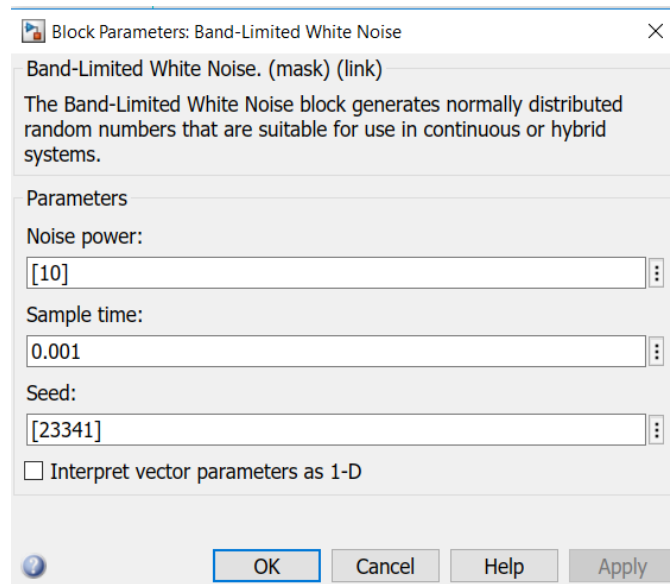 Block Parameters: Band-Limited White Noise
Band-Limited White Noise. (mask) (link)
The Band-Limited White Noise block generates normally distributed
random numbers that are suitable for use in continuous or hybrid
systems.
Parameters
Noise power:
[10]
Sample time:
0.001
Seed:
[23341]
Interpret vector parameters as 1-D
OK Cancel Help Apply